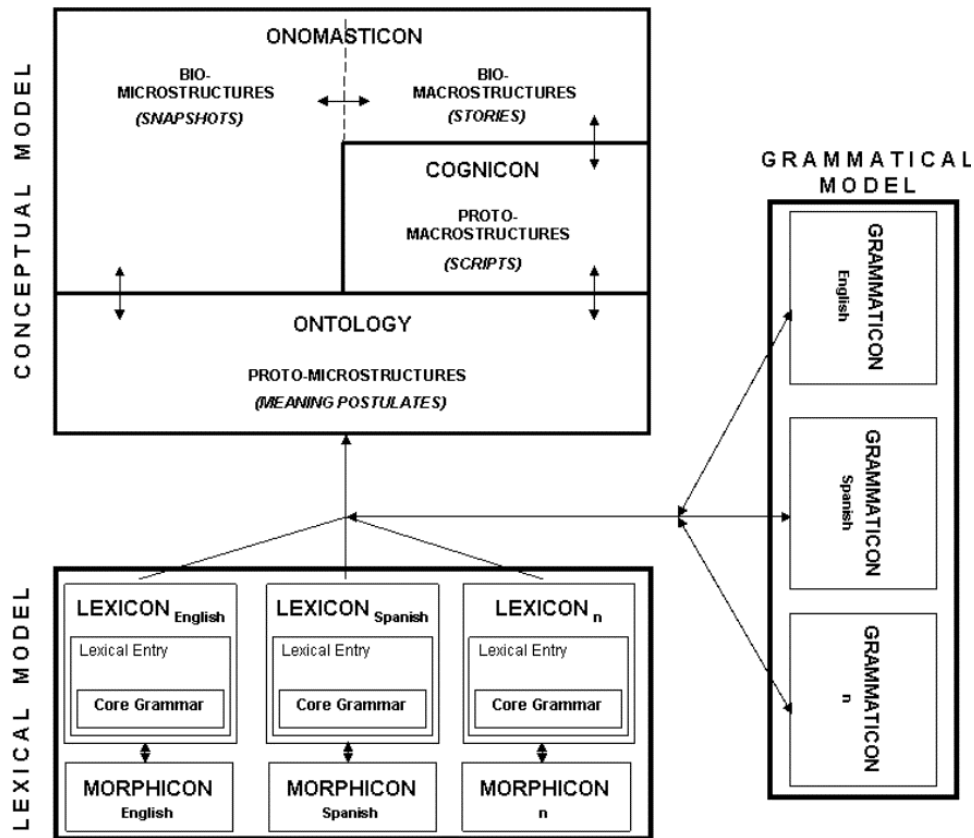 CONCEPTUAL MODEL
ONOMASTICON
BIO-
MICROSTRUCTURES
(SNAPSHOTS)
BIO-
MACROSTRUCTURES
(STORIES)
COGNICON
PROTO-
MACROSTRUCTURES
(SCRIPTS)
ONTOLOGY
PROTO-MICROSTRUCTURES
(MEANING POSTULATES)
GRAMMATICAL
MODEL
GRAMMATICON
English
GRAMMATICON
Spanish
GRAMMATICON
n
LEXICAL MODEL
LEXICON English
Lexical Entry
Core Grammar
MORPHICON
English
LEXICON Spanish
Lexical Entry
Core Grammar
MORPHICON
Spanish
LEXICON n
Lexical Entry
Core Grammar
MORPHICON
n